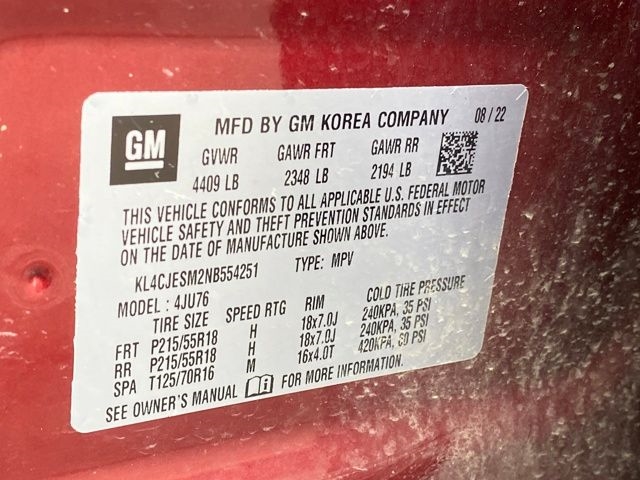 GM
MFD BY GM KOREA COMPANY 08 / 22
GVWR GAWR FRT GAWR RR
4409 LB 2348 LB 2194 LB
THIS VEHICLE CONFORMS TO ALL APPLICABLE U.S. FEDERAL MOTOR
VEHICLE SAFETY AND THEFT PREVENTION STANDARDS IN EFFECT
ON THE DATE OF MANUFACTURE SHOWN ABOVE.
KL4CJESM2NB554251 TYPE: MPV
MODEL : 4JU76
TIRE SIZE SPEED RTG RIM COLD TIRE PRESSURE
FRT P215/55R18 H 18x7.0J 240KPA, 35 PSI
RR P215/55R18 H 18x7.0J 240KPA, 35 PSI
SPA T125/70R16 M 16x4.0T 420KPA, 60 PSI
SEE OWNER'S MANUAL FOR MORE INFORMATION.